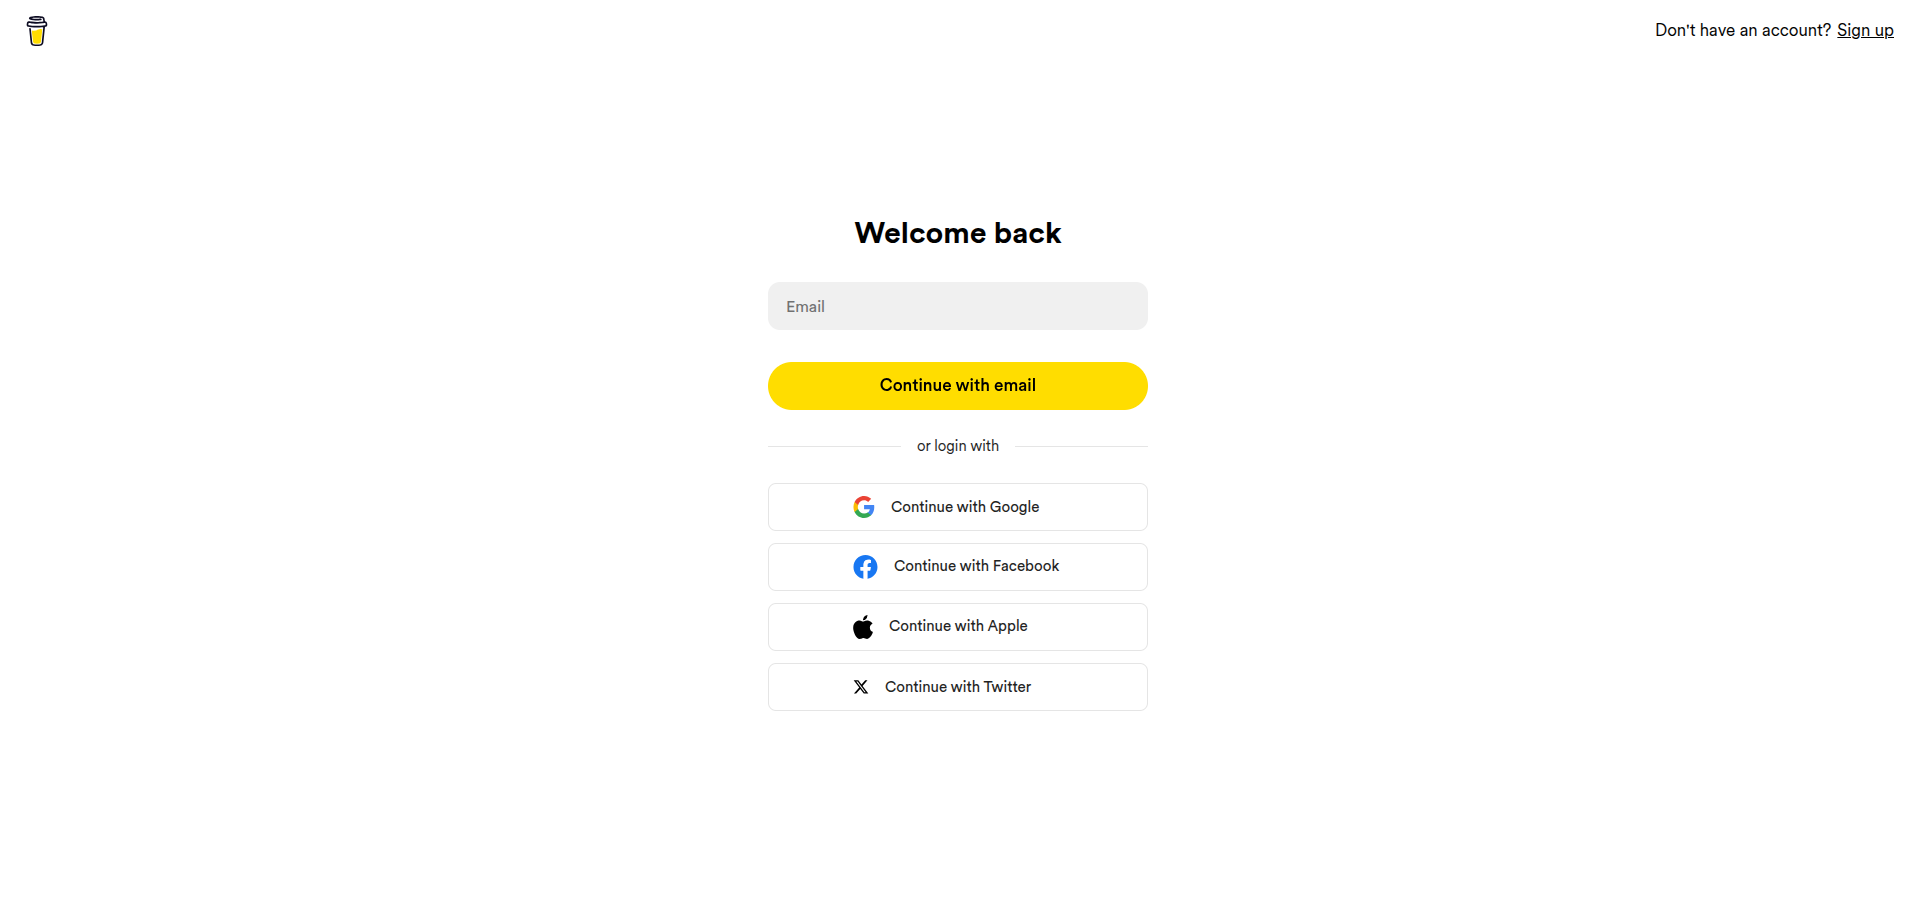 Don't have an account? Sign up
Welcome back
Email
Continue with email
or login with
Continue with Google
Continue with Facebook
Continue with Apple
Continue with Twitter